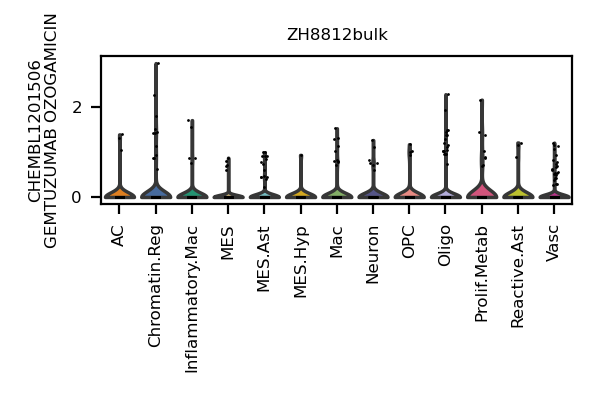 ZH8812bulk
CHEMBL1201506
GEMTUZUMAB OZOGAMICIN
2
0
AC
Chromatin.Reg
Inflammatory.Mac
MES
MES.Ast
MES.Hyp
Mac
Neuron
OPC
Oligo
Prolif.Metab
Reactive.Ast
Vasc